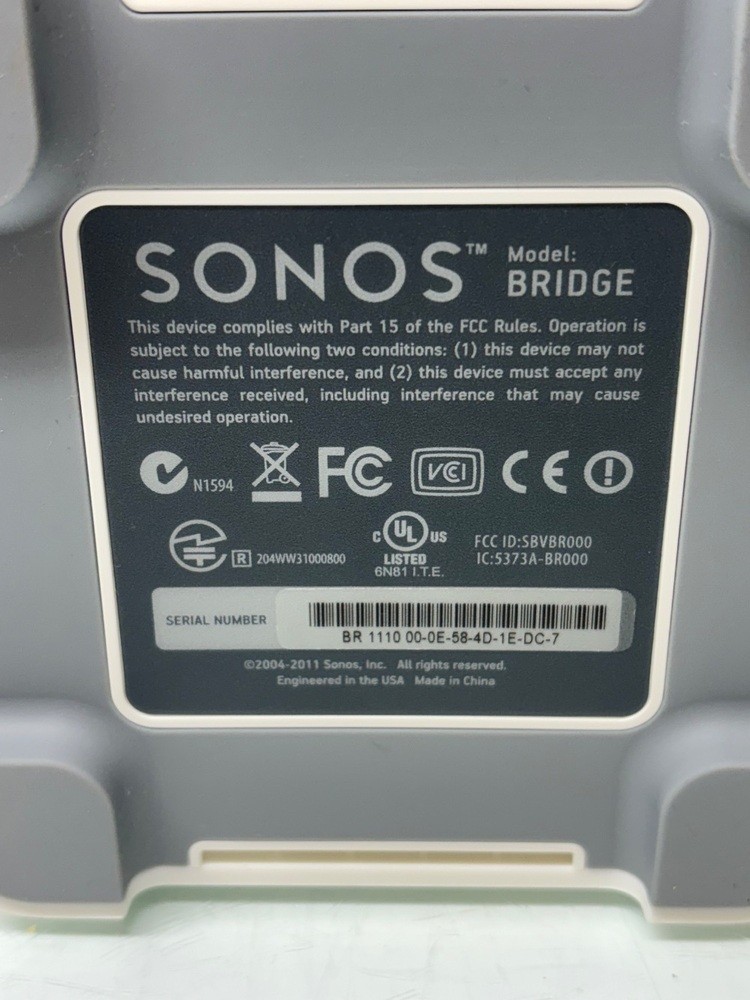 SONOS™ Model: BRIDGE
This device complies with Part 15 of the FCC Rules. Operation is
subject to the following two conditions: (1) this device may not
cause harmful interference, and (2) this device must accept any
interference received, including interference that may cause
undesired operation.
N1594 FC VCI CE
R 204WW31000800
c UL US
LISTED
6N81 I.T.E.
FCC ID:SBVBR000
IC:5373A-BR000
SERIAL NUMBER
BR 1110 00-0E-58-4D-1E-DC-7
©2004-2011 Sonos, Inc. All rights reserved.
Engineered in the USA Made in China